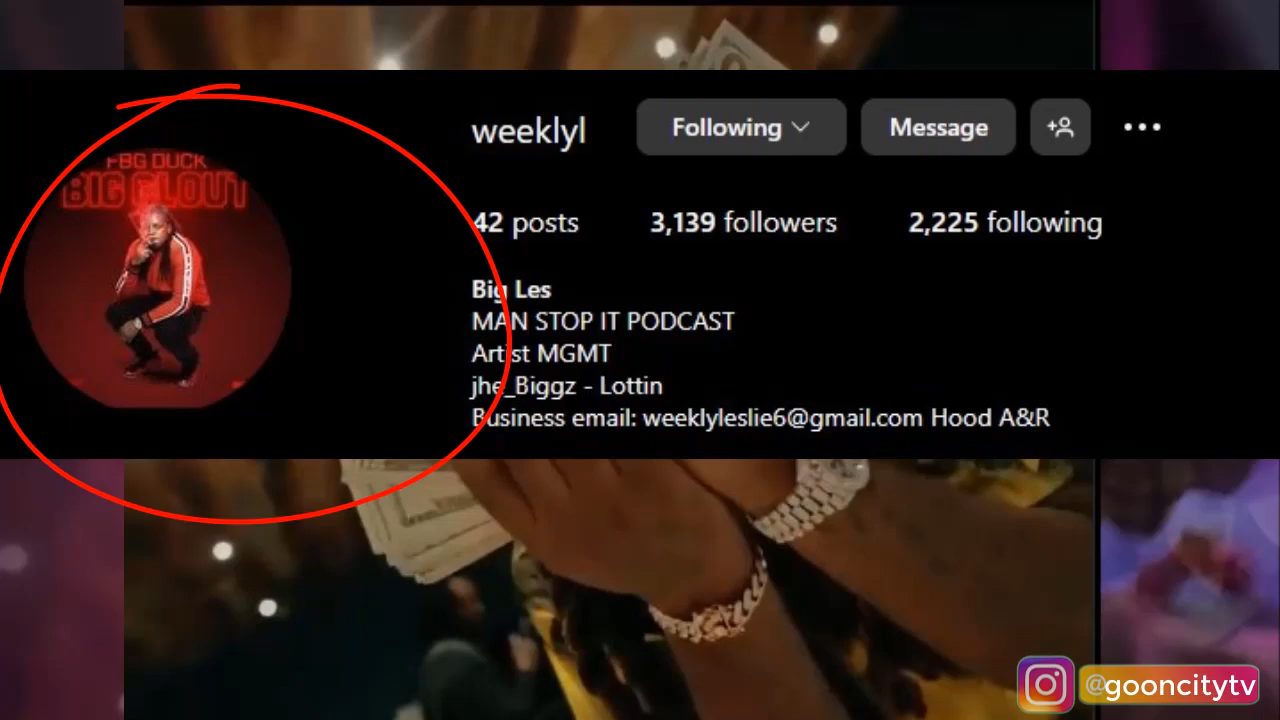 FBG DUCK
BIG CLOUT
weeklyl
Following
Message
42 posts
3,139 followers
2,225 following
Big Les
MAN STOP IT PODCAST
Artist MGMT
jhe_Biggz - Lottin
Business email: weeklyleslie6@gmail.com Hood A&R
@gooncitytv